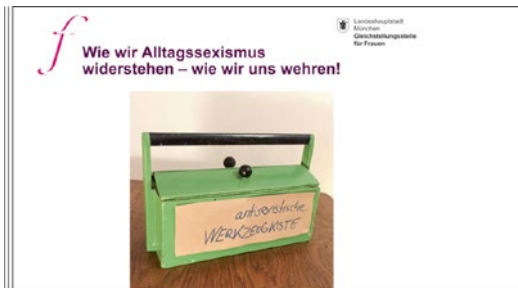 f
Wie wir Alltagssexismus
widerstehen – wie wir uns wehren!
Landeshauptstadt
München
Gleichstellungsstelle
für Frauen
antisexistische
WERKZEUGKISTE